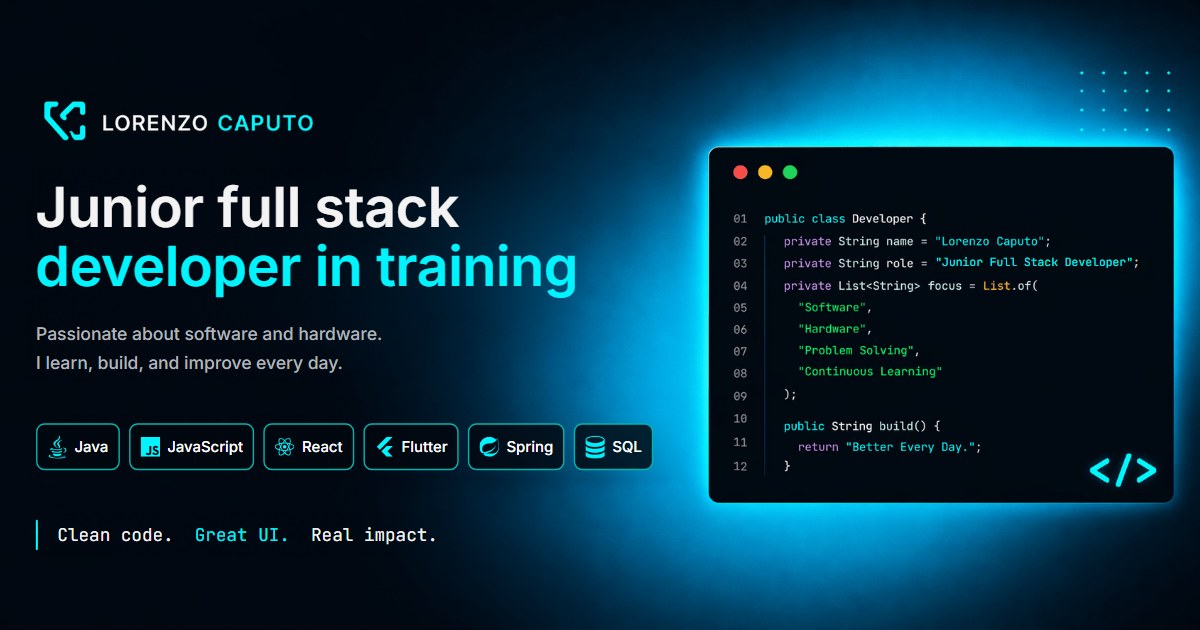 LORENZO CAPUTO
Junior full stack
developer in training
Passionate about software and hardware.
I learn, build, and improve every day.
Java
JS JavaScript
React
Flutter
Spring
SQL
Clean code. Great UI. Real impact.
01 public class Developer {
02 private String name = "Lorenzo Caputo";
03 private String role = "Junior Full Stack Developer";
04 private List<String> focus = List.of(
05 "Software",
06 "Hardware",
07 "Problem Solving",
08 "Continuous Learning"
09 );
10 public String build() {
11 return "Better Every Day.";
12 }
</>